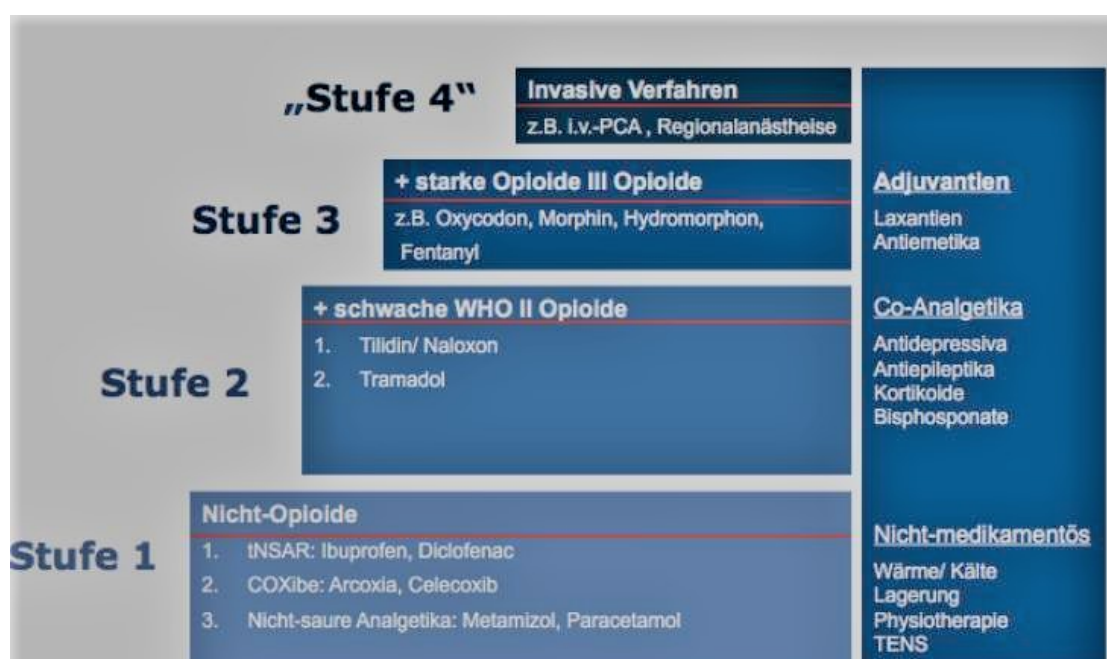 „Stufe 4“
Invasive Verfahren
z.B. i.v.-PCA , Regionalanästheise
Stufe 3
+ starke Opioide III Opioide
z.B. Oxycodon, Morphin, Hydromorphon,
Fentanyl
Stufe 2
+ schwache WHO II Opioide
1. Tilidin/ Naloxon
2. Tramadol
Stufe 1
Nicht-Opioide
1. tNSAR: Ibuprofen, Diclofenac
2. COXibe: Arcoxia, Celecoxib
3. Nicht-saure Analgetika: Metamizol, Paracetamol
Adjuvantien
Laxantien
Antiemetika
Co-Analgetika
Antidepressiva
Antiepileptika
Kortikoide
Bisphosponate
Nicht-medikamentös
Wärme/ Kälte
Lagerung
Physiotherapie
TENS